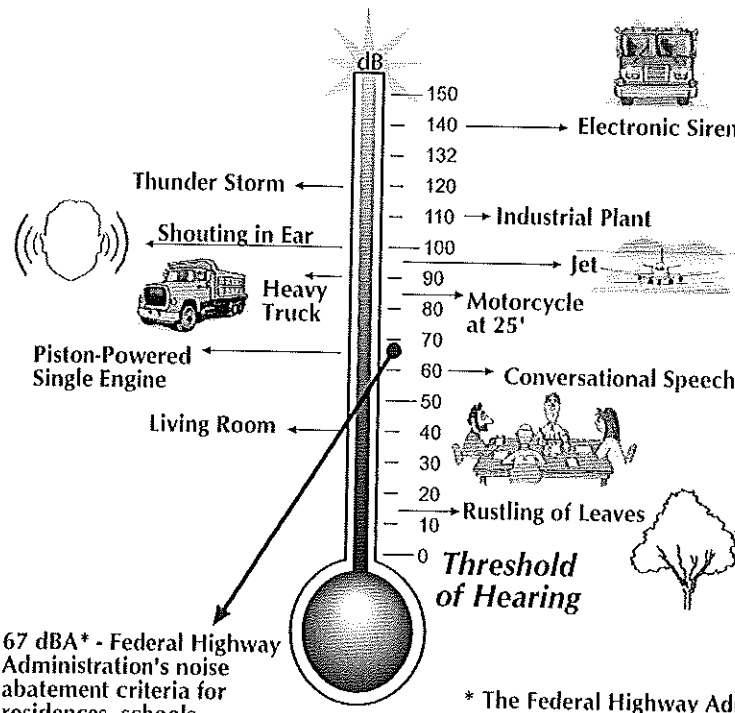 dB
150
140
Electronic Siren
132
Thunder Storm
120
110
Industrial Plant
Shouting in Ear
100
Jet
90
Heavy
Truck
Motorcycle
at 25'
80
70
Piston-Powered
Single Engine
60
Conversational Speech
50
Living Room
40
30
20
Rustling of Leaves
10
0
Threshold
of Hearing
67 dBA* - Federal Highway
Administration's noise
abatement criteria for
residences, schools
* The Federal Highway Ad